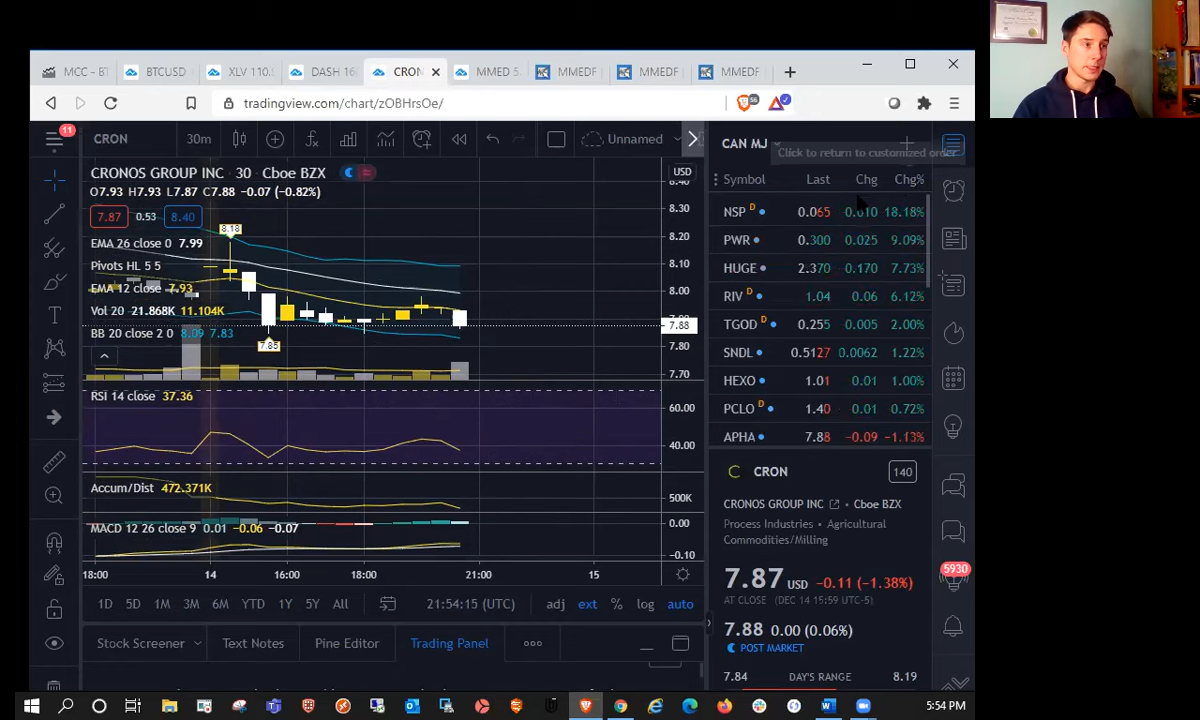 MCC - BT
BTCUSD
XLV 110.
DASH 16
CRON
MMED 5.
MMEDF
MMEDF
MMEDF
tradingview.com/chart/zOBHrsOe/
56
11
CRON
30m
Unnamed
CAN MJ
Click to return to customized order
CRONOS GROUP INC · 30 · Cboe BZX
USD
O7.93 H7.93 L7.87 C7.88 -0.07 (-0.82%)
7.87
0.53
8.40
EMA 26 close 0 7.99
Pivots HL 5 5
EMA 12 close 0 7.93
Vol 20 21.868K 11.104K
BB 20 close 2 0 8.09 7.83
8.18
7.85
8.40
8.30
8.20
8.10
8.00
7.88
7.80
7.70
RSI 14 close 37.36
60.00
40.00
Accum/Dist 472.371K
500K
MACD 12 26 close 9 0.01 -0.06 -0.07
0.00
-0.10
18:00
14
16:00
18:00
21:00
15
1D 5D 1M 3M 6M YTD 1Y 5Y All
21:54:15 (UTC)
adj ext % log auto
Stock Screener
Text Notes
Pine Editor
Trading Panel
Symbol Last Chg Chg%
NSP D 0.065 0.010 18.18%
PWR 0.300 0.025 9.09%
HUGE 2.370 0.170 7.73%
RIV D 1.04 0.06 6.12%
TGOD D 0.255 0.005 2.00%
SNDL 0.5127 0.0062 1.22%
HEXO 1.01 0.01 1.00%
PCLO D 1.40 0.01 0.72%
APHA 7.88 -0.09 -1.13%
CRON
140
CRONOS GROUP INC · Cboe BZX
Process Industries · Agricultural
Commodities/Milling
7.87 USD -0.11 (-1.38%)
AT CLOSE (DEC 14 15:59 UTC-5)
7.88 0.00 (0.06%)
POST MARKET
7.84 DAY'S RANGE 8.19
5930
5:54 PM